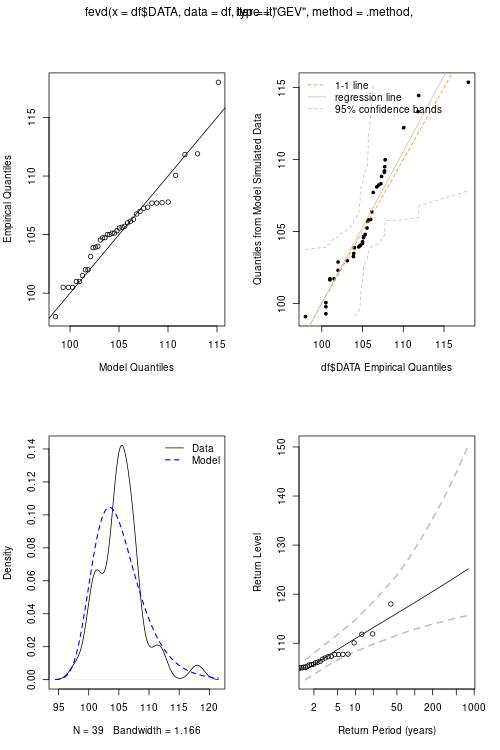 fevd(x = df$DATA, data = df, type = "GEV", method = .method,
115
110
105
100
Empirical Quantiles
100 105 110 115
Model Quantiles
1-1 line
regression line
95% confidence bands
115
110
105
100
Quantiles from Model Simulated Data
100 105 110 115
df$DATA Empirical Quantiles
Data
Model
0.14
0.12
0.10
0.08
0.06
0.04
0.02
0.00
Density
95 100 105 110 115 120
N = 39 Bandwidth = 1.166
150
140
130
120
110
Return Level
2 5 10 50 200 1000
Return Period (years)